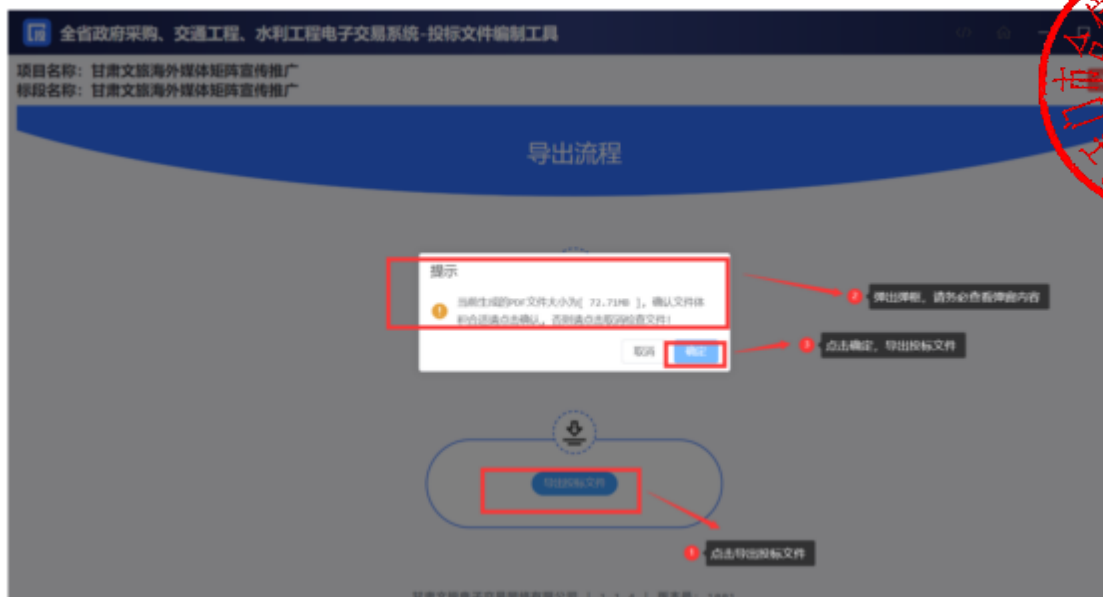 全省政府采购、交通工程、水利工程电子交易系统-投标文件编制工具
项目名称：甘肃文旅海外媒体矩阵宣传推广
标段名称：甘肃文旅海外媒体矩阵宣传推广
导出流程
提示
当前生成的PDF文件大小为[ 72.71MB ]，确认文件体
积合适请点击确认，否则请点击取消检查文件！
取消 确定
2 弹出弹框，请务必查看弹窗内容
3 点击确定，导出投标文件
导出投标文件
1 点击导出投标文件